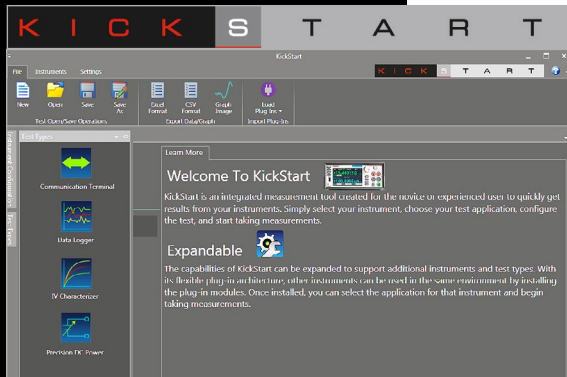 KICKSTART
KickStart
File Instruments Settings
KICKSTART
New Open Save Save As Excel Format CSV Format Graph Image Load Plug Ins
Test Open/Save Operations Export Data/Graph Import Plug-Ins
Test Types
Instrument Combination
Test Types
Communication Terminal
Data Logger
IV Characterizer
Precision DC Power
Learn More
Welcome To KickStart
KickStart is an integrated measurement tool created for the novice or experienced user to quickly get
results from your instruments. Simply select your instrument, choose your test application, configure
the test, and start taking measurements.
Expandable
The capabilities of KickStart can be expanded to support additional instruments and test types. With
its flexible plug-in architecture, other instruments can be used in the same environment by installing
the plug-in modules. Once installed, you can select the application for that instrument and begin
taking measurements.